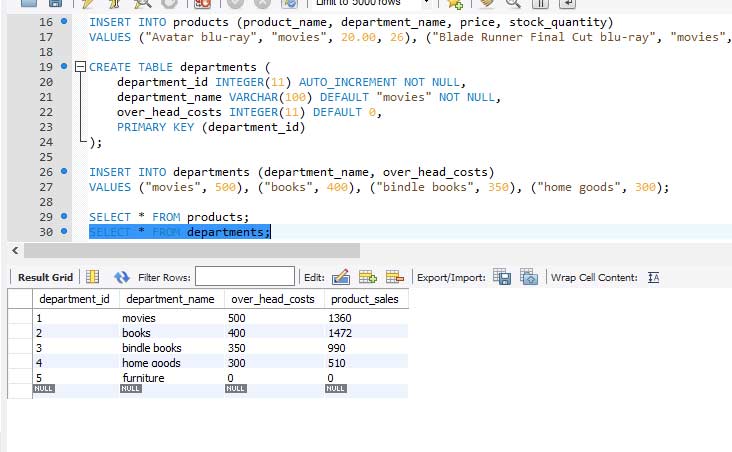 Limit to 5000 rows
16 INSERT INTO products (product_name, department_name, price, stock_quantity)
17 VALUES ("Avatar blu-ray", "movies", 20.00, 26), ("Blade Runner Final Cut blu-ray", "movies",
18
19 CREATE TABLE departments (
20 department_id INTEGER(11) AUTO_INCREMENT NOT NULL,
21 department_name VARCHAR(100) DEFAULT "movies" NOT NULL,
22 over_head_costs INTEGER(11) DEFAULT 0,
23 PRIMARY KEY (department_id)
24 );
25
26 INSERT INTO departments (department_name, over_head_costs)
27 VALUES ("movies", 500), ("books", 400), ("bindle books", 350), ("home goods", 300);
28
29 SELECT * FROM products;
30 SELECT * FROM departments;
Result Grid Filter Rows: Edit: Export/Import: Wrap Cell Content: IA
department_id department_name over_head_costs product_sales
1 movies 500 1360
2 books 400 1472
3 bindle books 350 990
4 home goods 300 510
5 furniture 0 0
NULL NULL NULL NULL